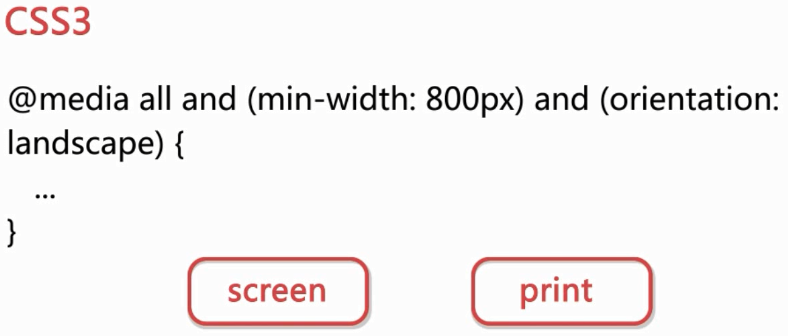 CSS3
@media all and (min-width: 800px) and (orientation:
landscape) {
...
}
screen
print